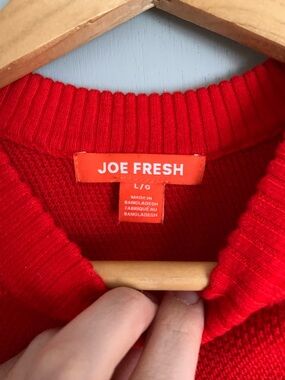 JOE FRESH
L/G
MADE IN
BANGLADESH
FABRIQUÉ AU
BANGLADESH